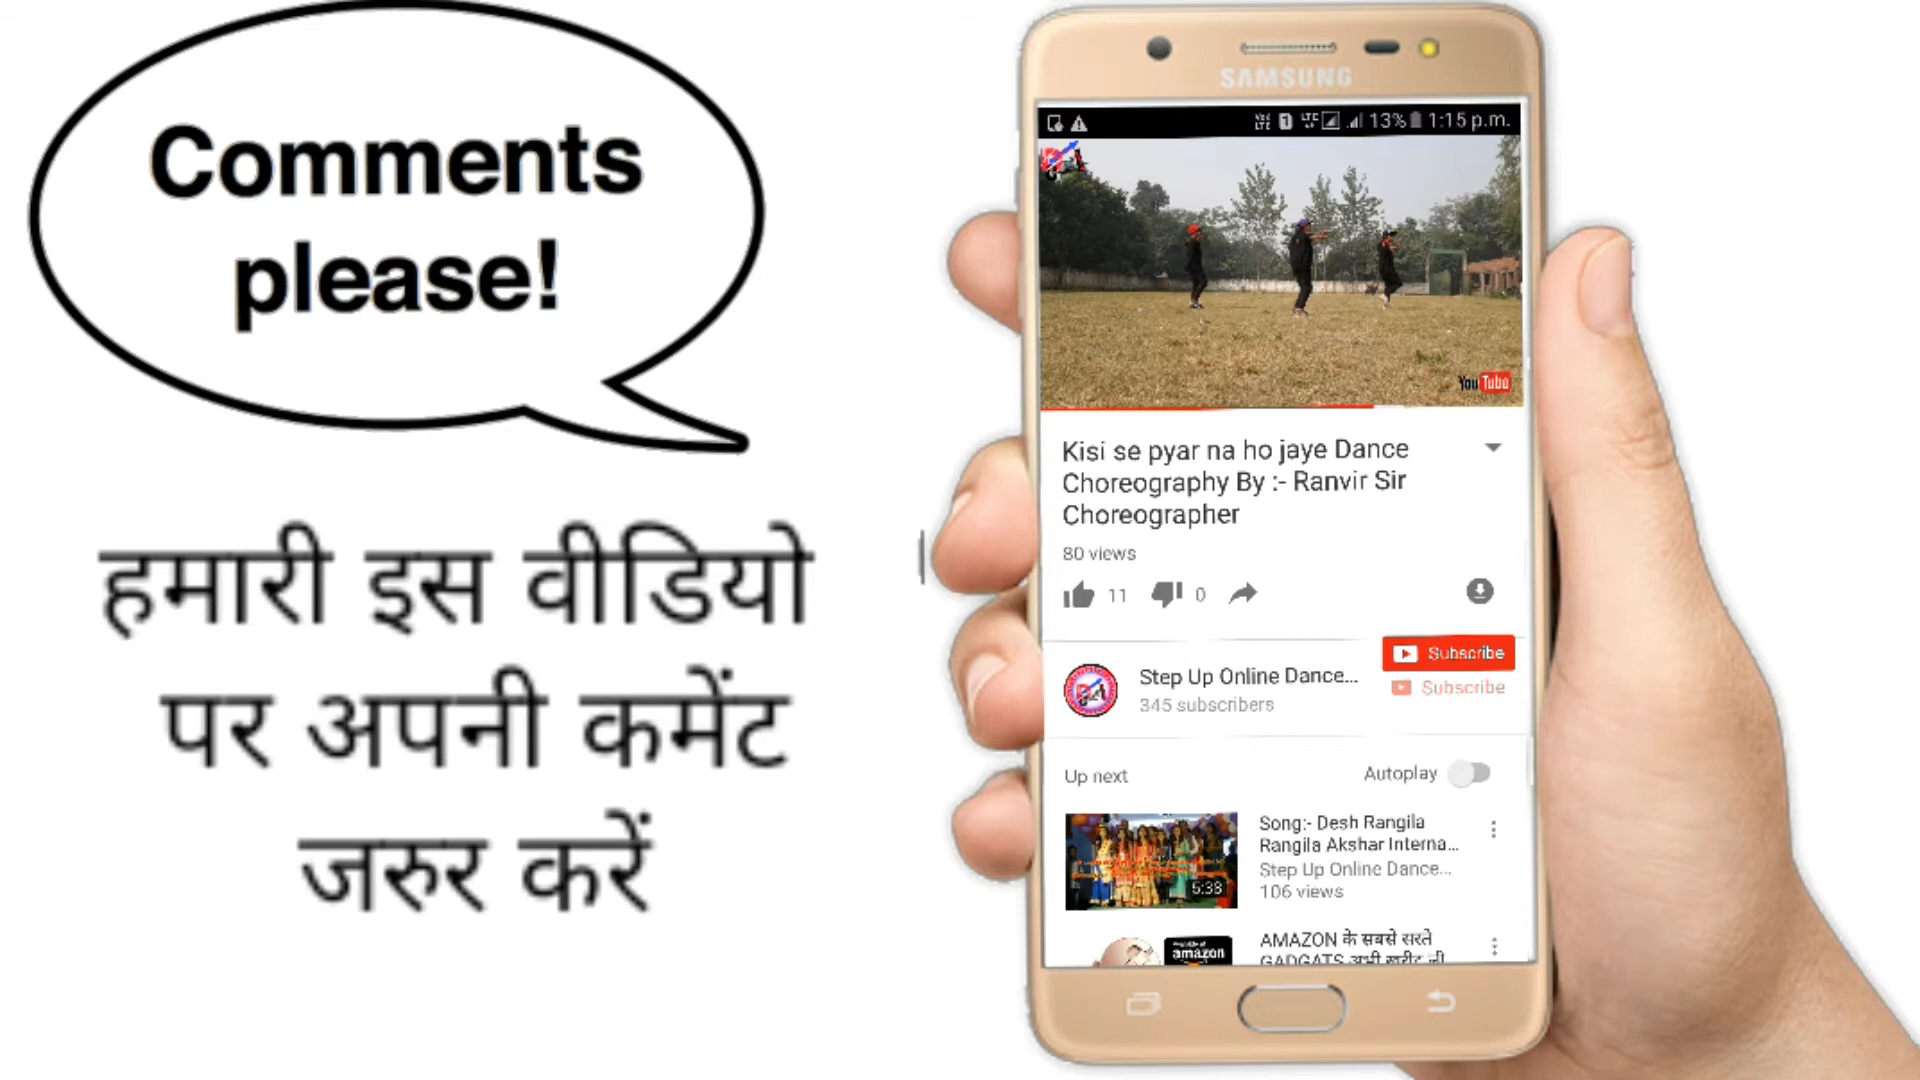 Comments
please!
हमारी इस वीडियो
पर अपनी कमेंट
जरुर करें
SAMSUNG
13% 1:15 p.m.
YouTube
Kisi se pyar na ho jaye Dance
Choreography By :- Ranvir Sir
Choreographer
80 views
11 0
Subscribe
Step Up Online Dance...
Subscribe
345 subscribers
Up next Autoplay
Song:- Desh Rangila
Rangila Akshar Interna...
Step Up Online Dance...
5:38
106 views
AMAZON के सबसे सस्ते
amazon
GADGATS अभी खरीद लो